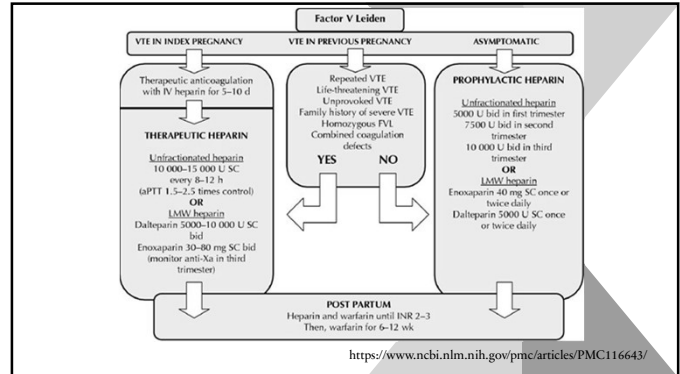 Factor V Leiden
VTE IN INDEX PREGNANCY
VTE IN PREVIOUS PREGNANCY
ASYMPTOMATIC
Therapeutic anticoagulation
with IV heparin for 5–10 d
THERAPEUTIC HEPARIN
Unfractionated heparin
10 000–15 000 U SC
every 8–12 h
(aPTT 1.5–2.5 times control)
OR
LMW heparin
Dalteparin 5000–10 000 U SC
bid
Enoxaparin 30–80 mg SC bid
(monitor anti-Xa in third
trimester)
Repeated VTE
Life-threatening VTE
Unprovoked VTE
Family history of severe VTE
Homozygous FVL
Combined coagulation
defects
YES NO
PROPHYLACTIC HEPARIN
Unfractionated heparin
5000 U bid in first trimester
7500 U bid in second
trimester
10 000 U bid in third
trimester
OR
LMW heparin
Enoxaparin 40 mg SC once or
twice daily
Dalteparin 5000 U SC once
or twice daily
POST PARTUM
Heparin and warfarin until INR 2–3
Then, warfarin for 6–12 wk
https://www.ncbi.nlm.nih.gov/pmc/articles/PMC116643/